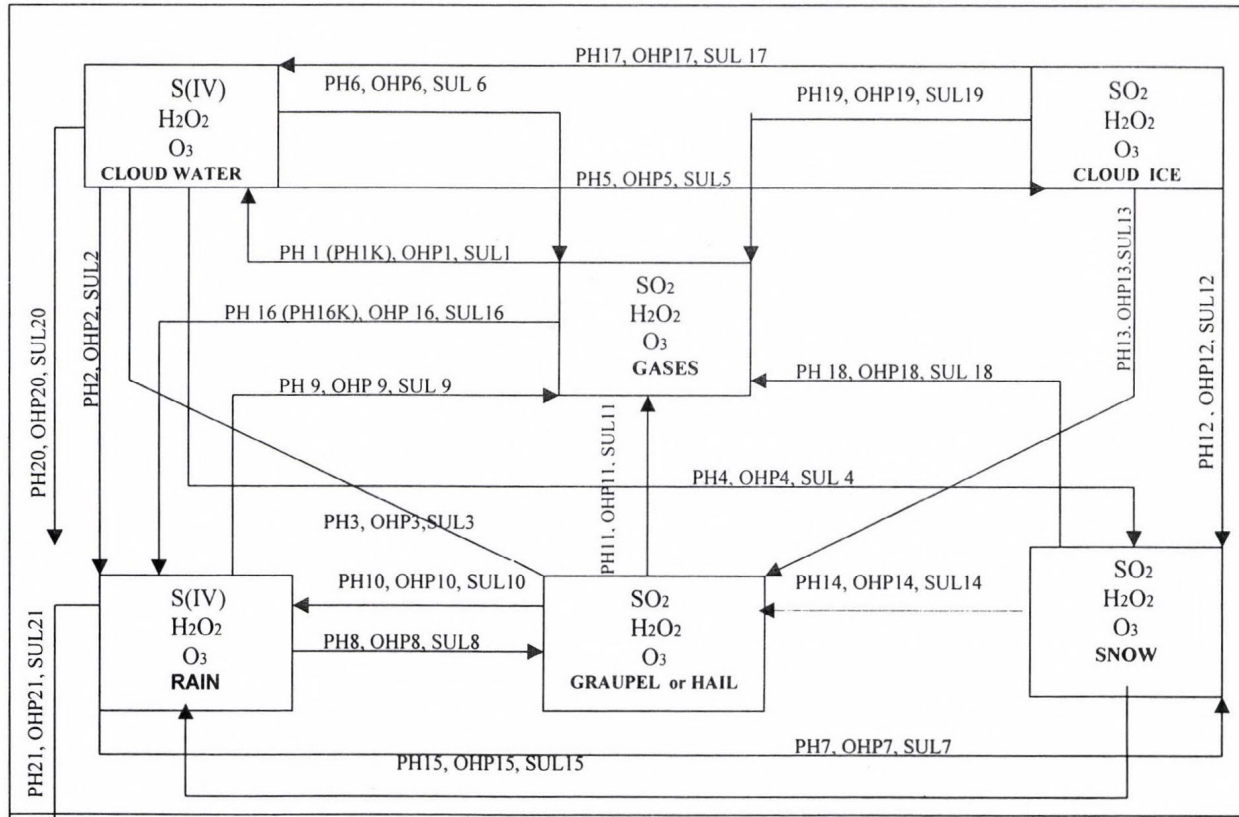 PH17, OHP17, SUL 17
PH6, OHP6, SUL 6
PH19, OHP19, SUL19
S(IV)
H2O2
O3
CLOUD WATER
SO2
H2O2
O3
CLOUD ICE
PH5, OHP5, SUL5
PH 1 (PH1K), OHP1, SUL1
PH 16 (PH16K), OHP 16, SUL16
SO2
H2O2
O3
GASES
PH 9, OHP 9, SUL 9
PH 18, OHP18, SUL 18
PH20, OHP20, SUL20
PH2, OHP2, SUL2
PH13, OHP13.SUL13
PH12 , OHP12, SUL12
PH11, OHP11, SUL11
PH4, OHP4, SUL 4
PH3, OHP3,SUL3
PH10, OHP10, SUL10
PH14, OHP14, SUL14
PH8, OHP8, SUL8
S(IV)
H2O2
O3
RAIN
SO2
H2O2
O3
GRAUPEL or HAIL
SO2
H2O2
O3
SNOW
PH21, OHP21, SUL21
PH7, OHP7, SUL7
PH15, OHP15, SUL15